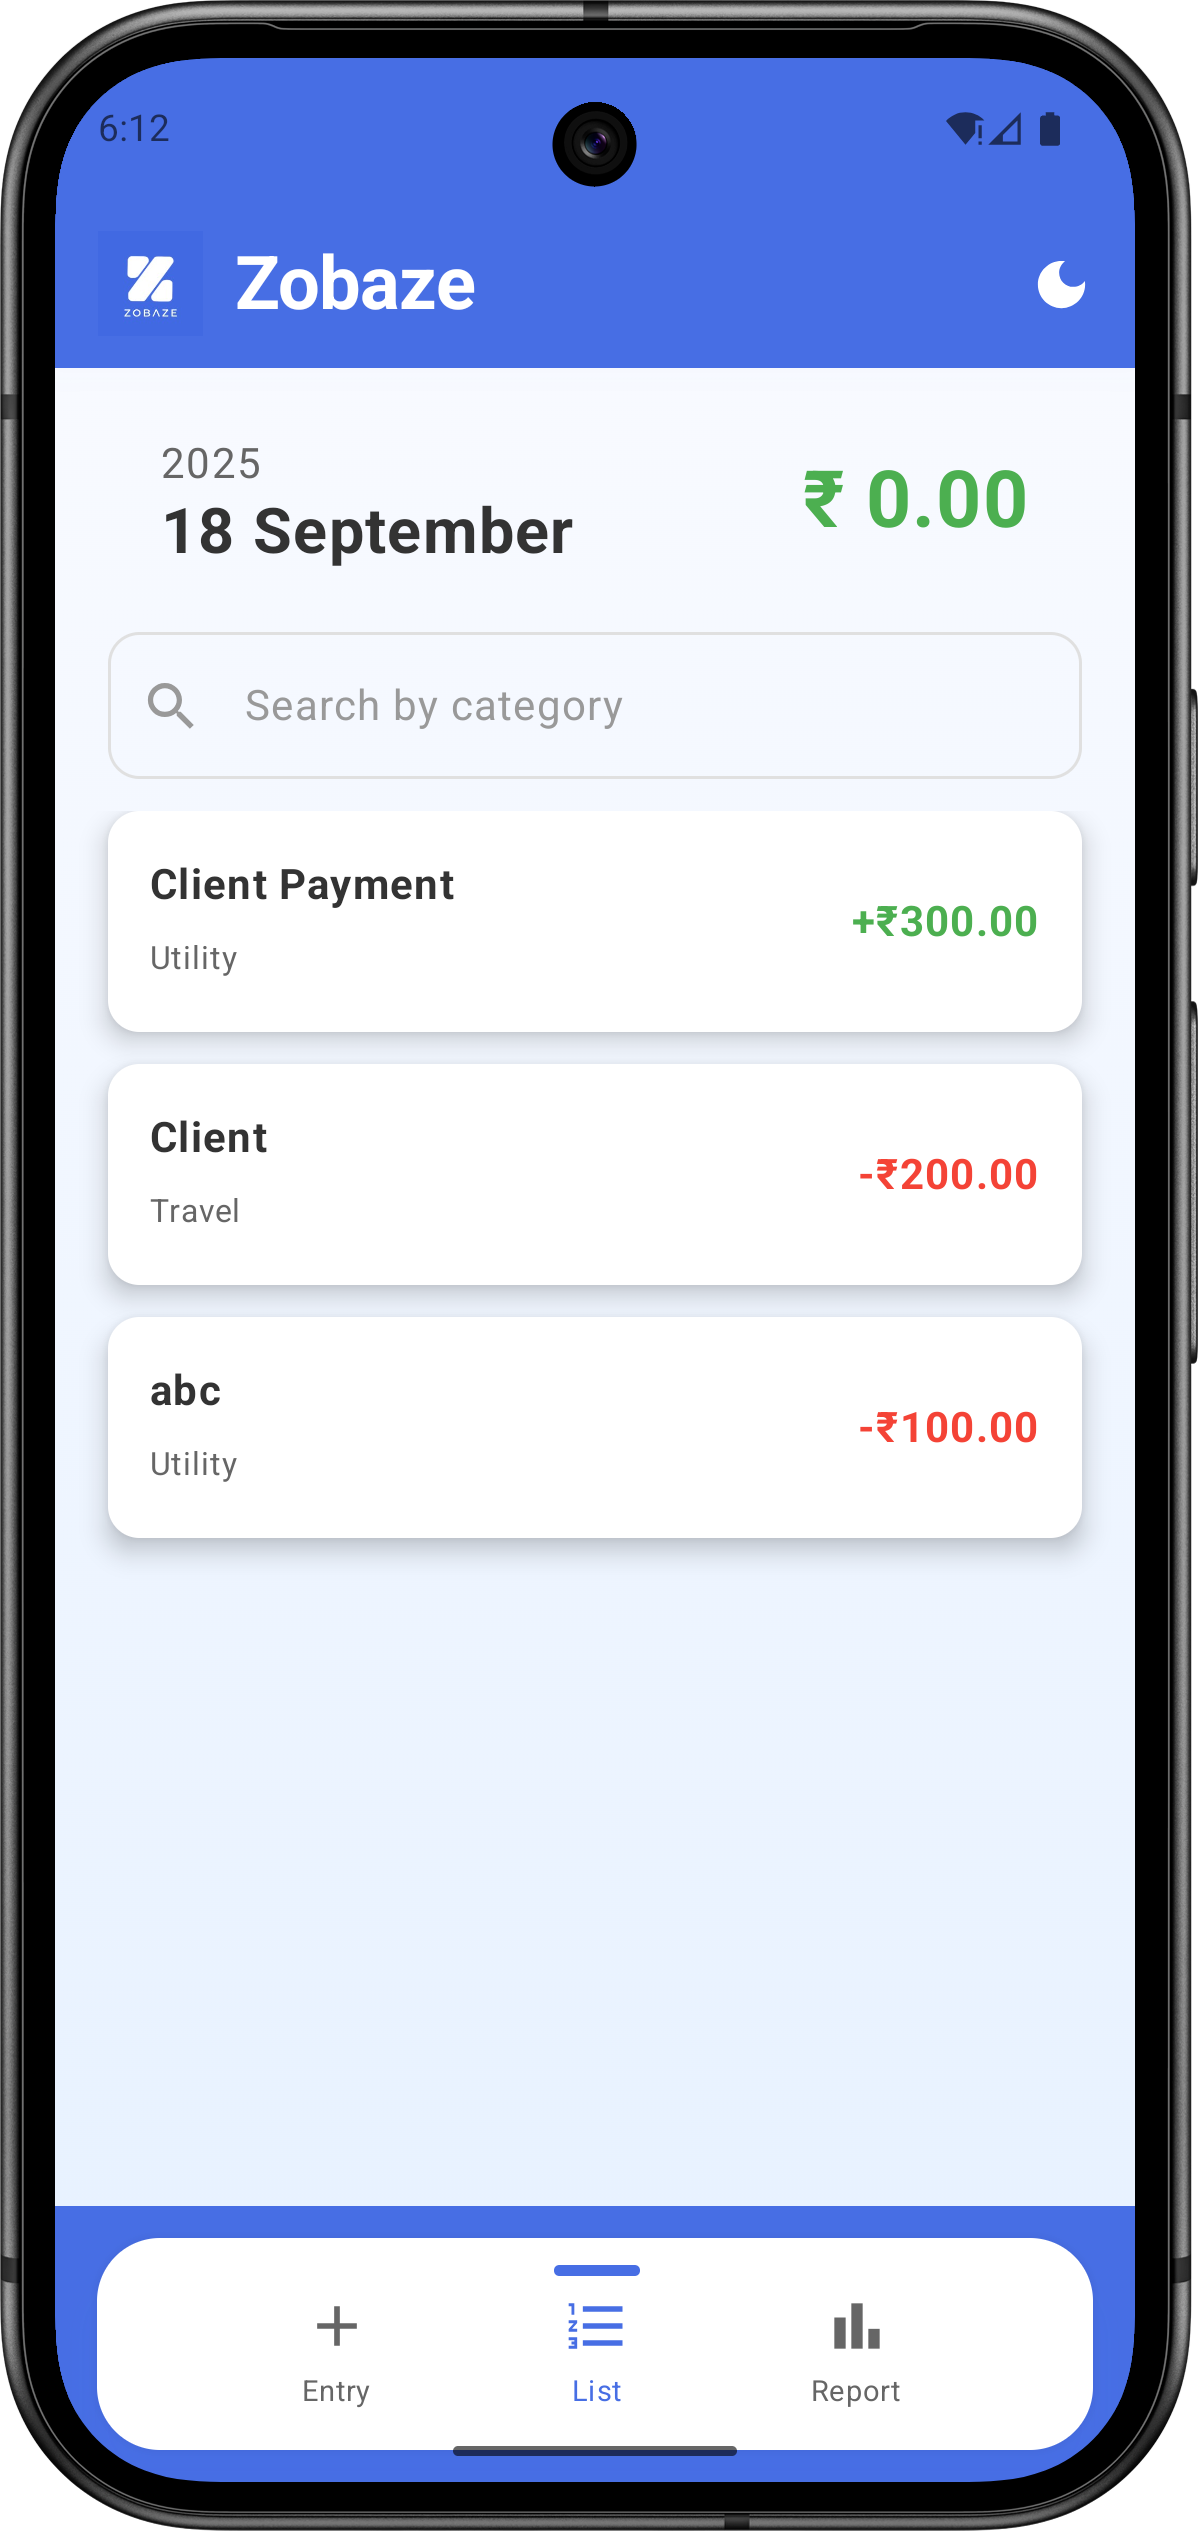 6:12
ZOBAZE
Zobaze
2025
18 September
₹ 0.00
Search by category
Client Payment
Utility
+₹300.00
Client
Travel
-₹200.00
abc
Utility
-₹100.00
Entry
List
Report